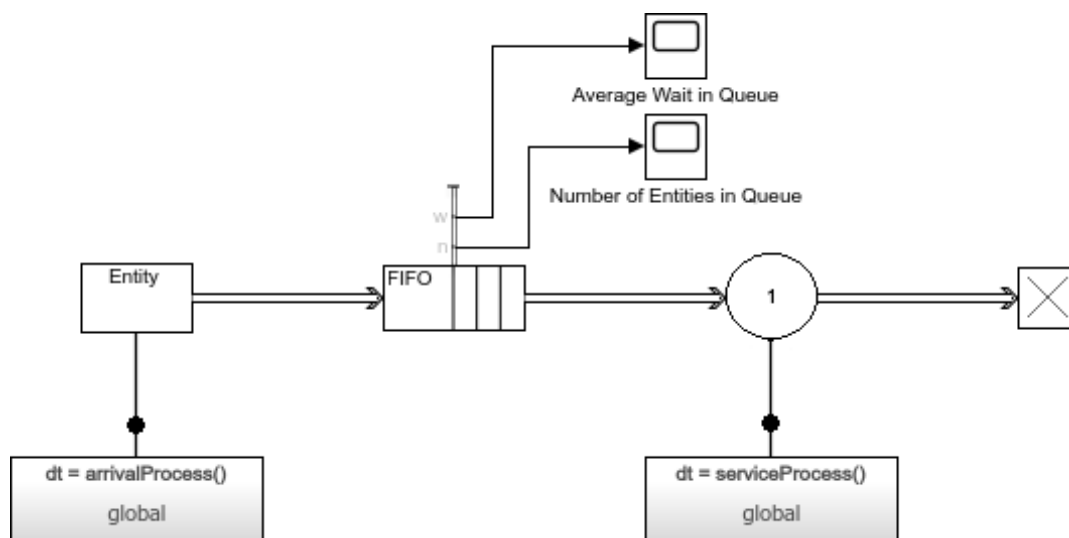 Average Wait in Queue
Number of Entities in Queue
w
n
Entity
FIFO
1
dt = arrivalProcess()
global
dt = serviceProcess()
global